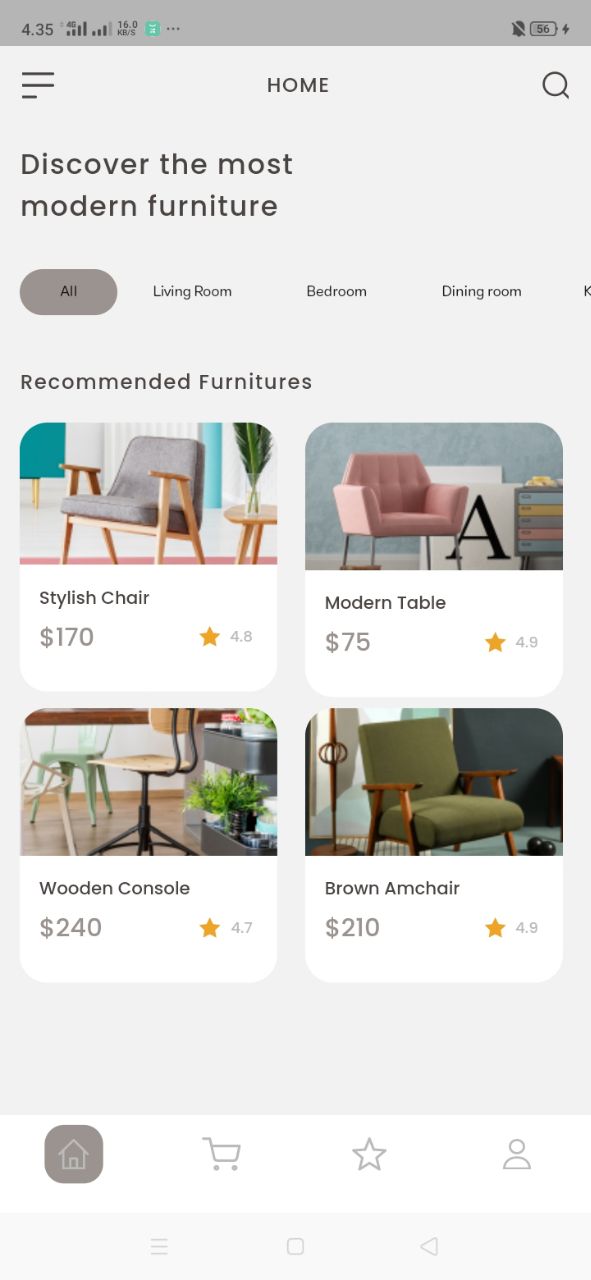 4.35 4G 16.0 KB/S ... 56
HOME
Discover the most
modern furniture
All Living Room Bedroom Dining room K
Recommended Furnitures
A
Stylish Chair
$170 4.8
Modern Table
$75 4.9
Wooden Console
$240 4.7
Brown Amchair
$210 4.9